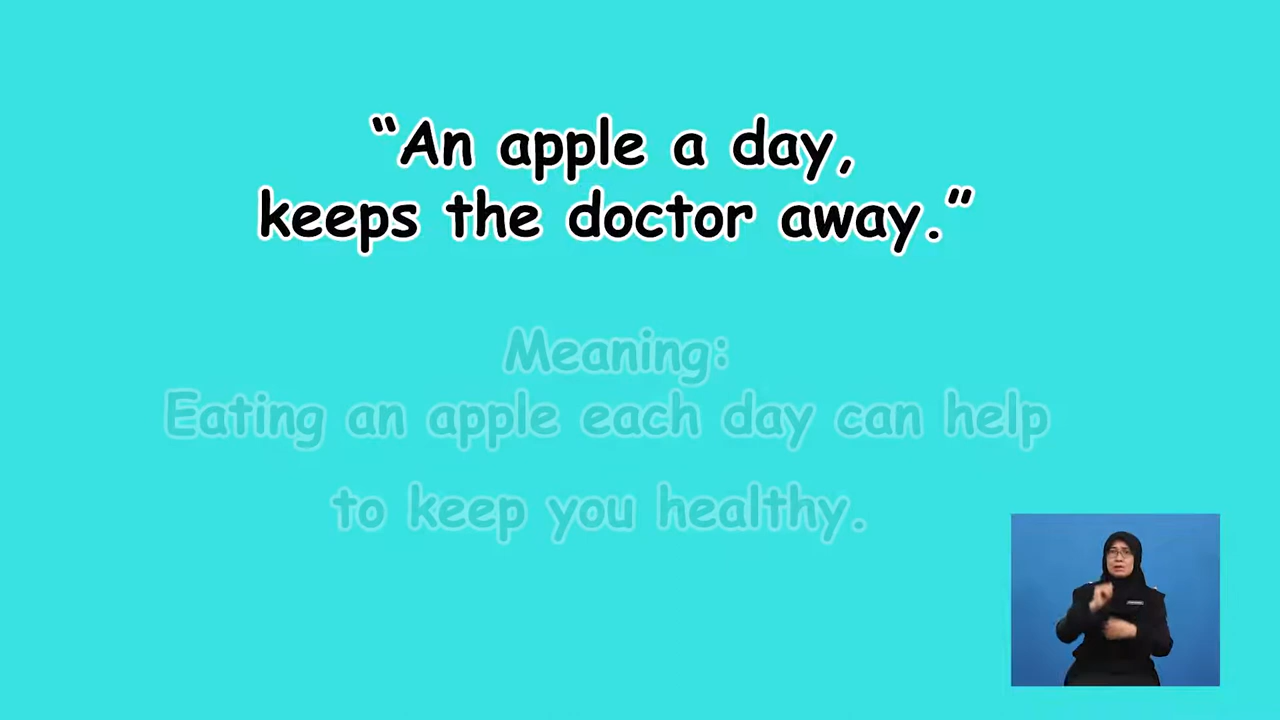 “An apple a day,
keeps the doctor away.”
Meaning:
Eating an apple each day can help
to keep you healthy.